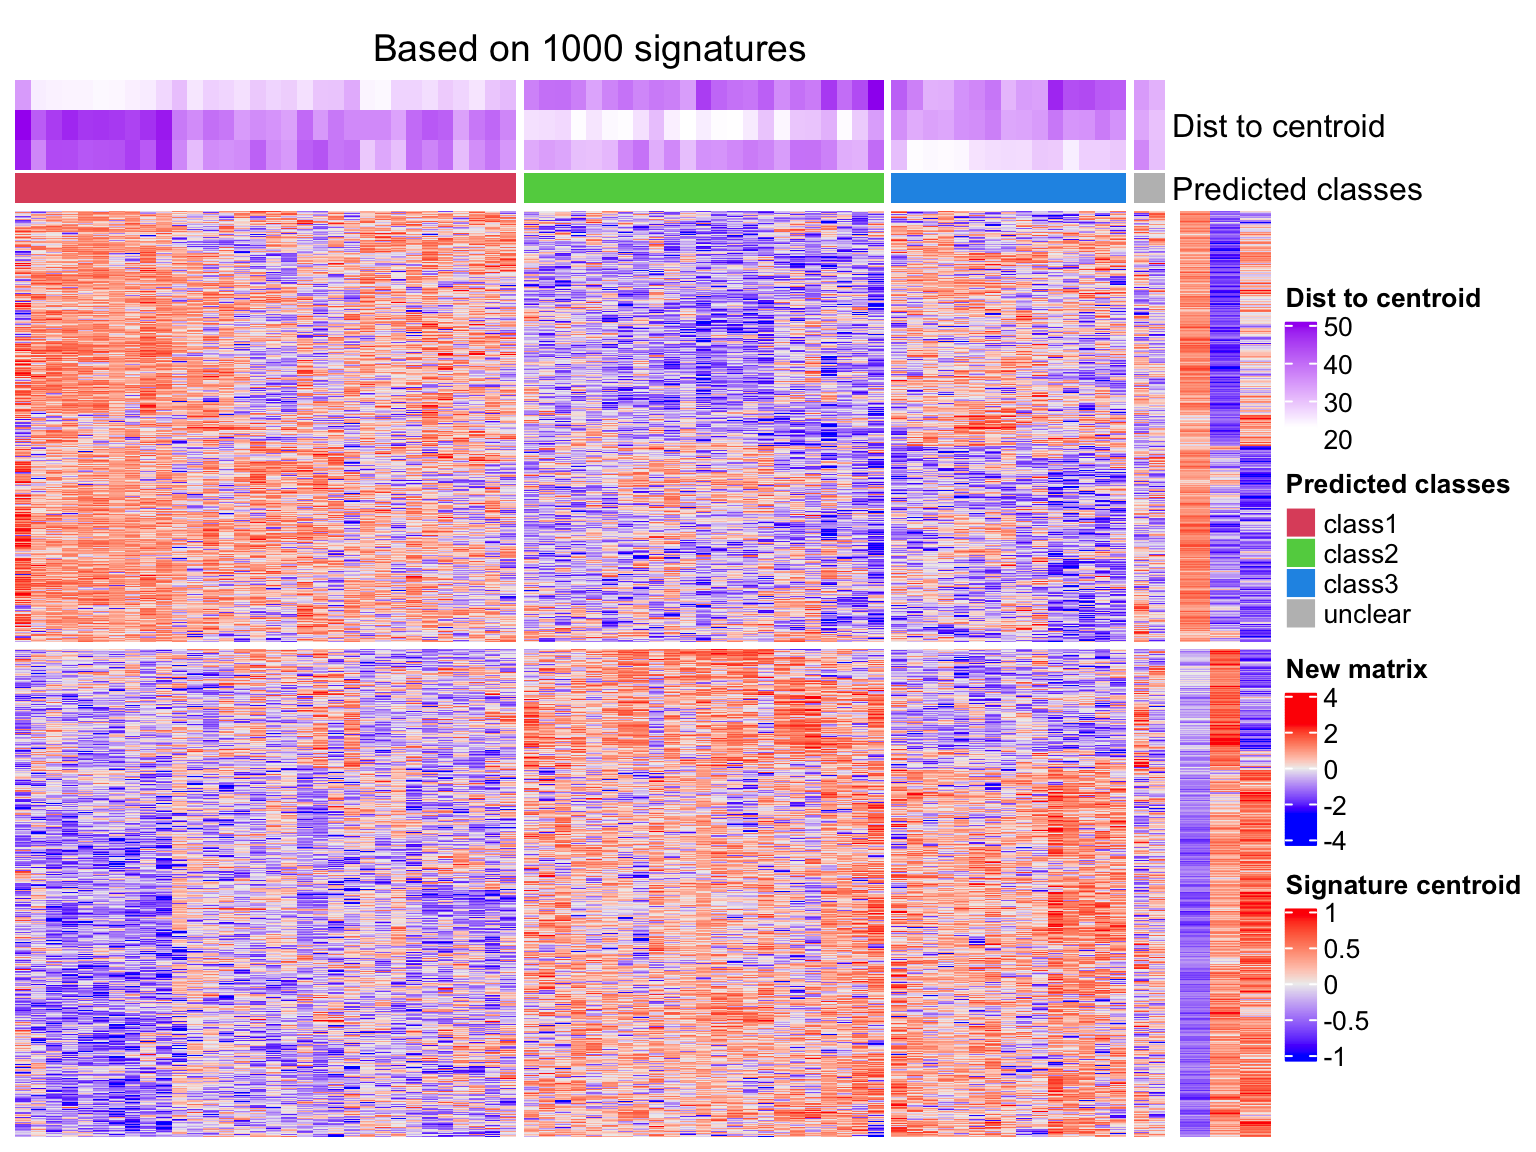 Based on 1000 signatures
Dist to centroid
Predicted classes
Dist to centroid
50
40
30
20
Predicted classes
class1
class2
class3
unclear
New matrix
4
2
0
-2
-4
Signature centroid
1
0.5
0
-0.5
-1